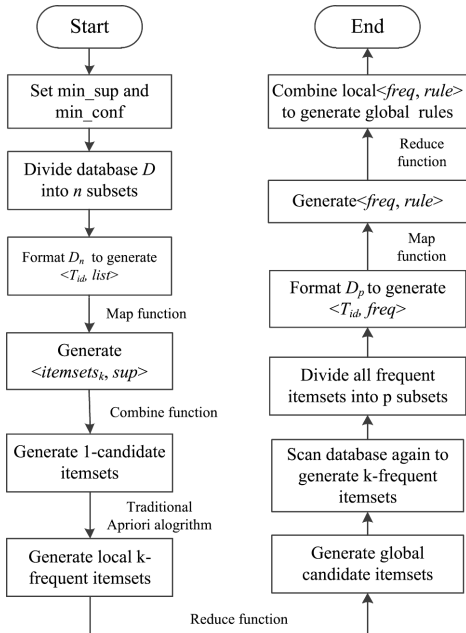 Start
Set min_sup and
min_conf
Divide database D
into n subsets
Format Dn to generate
<Tid, list>
Map function
Generate
<itemsetsk, sup>
Combine function
Generate 1-candidate
itemsets
Traditional
Apriori alogrithm
Generate local k-
frequent itemsets
Reduce function
Generate global
candidate itemsets
Scan database again to
generate k-frequent
itemsets
Divide all frequent
itemsets into p subsets
Format Dp to generate
<Tid, freq>
Map
function
Generate<freq, rule>
Reduce
function
Combine local<freq, rule>
to generate global rules
End